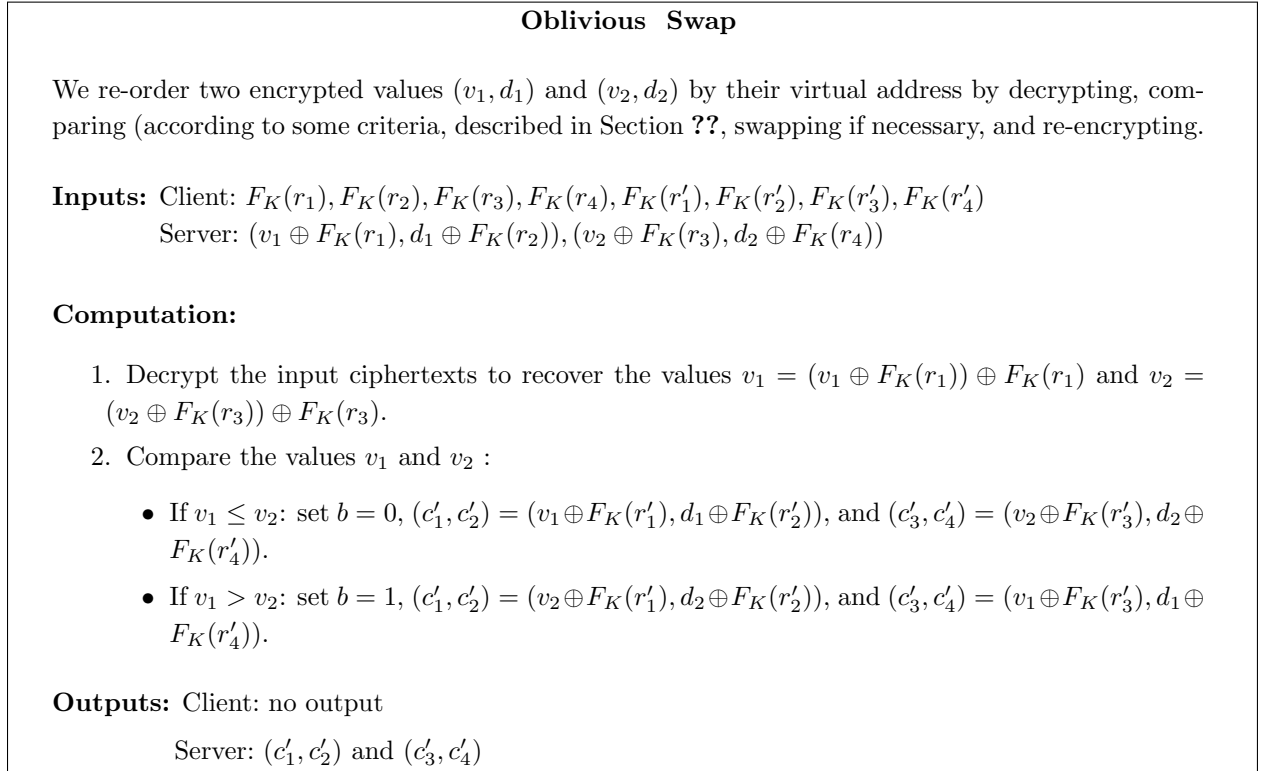 Oblivious Swap
We re-order two encrypted values (v₁, d₁) and (v₂, d₂) by their virtual address by decrypting, com-
paring (according to some criteria, described in Section ??, swapping if necessary, and re-encrypting.
Inputs: Client: F_K(r₁), F_K(r₂), F_K(r₃), F_K(r₄), F_K(r′₁), F_K(r′₂), F_K(r′₃), F_K(r′₄)
Server: (v₁ ⊕ F_K(r₁), d₁ ⊕ F_K(r₂)), (v₂ ⊕ F_K(r₃), d₂ ⊕ F_K(r₄))
Computation:
1. Decrypt the input ciphertexts to recover the values v₁ = (v₁ ⊕ F_K(r₁)) ⊕ F_K(r₁) and v₂ =
(v₂ ⊕ F_K(r₃)) ⊕ F_K(r₃).
2. Compare the values v₁ and v₂ :
• If v₁ ≤ v₂: set b = 0, (c′₁, c′₂) = (v₁⊕F_K(r′₁), d₁⊕F_K(r′₂)), and (c′₃, c′₄) = (v₂⊕F_K(r′₃), d₂⊕
F_K(r′₄)).
• If v₁ > v₂: set b = 1, (c′₁, c′₂) = (v₂⊕F_K(r′₁), d₂⊕F_K(r′₂)), and (c′₃, c′₄) = (v₁⊕F_K(r′₃), d₁⊕
F_K(r′₄)).
Outputs: Client: no output
Server: (c′₁, c′₂) and (c′₃, c′₄)